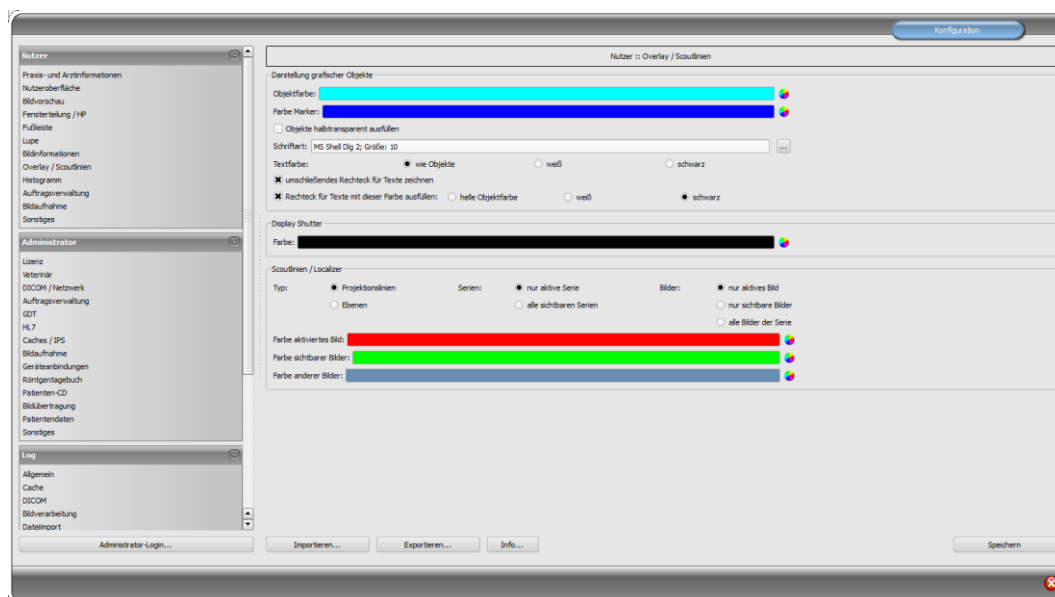 Konfiguration
Nutzer
Praxis- und Arztinformationen
Nutzeroberfläche
Bildvorschau
Fensterteilung / HP
Fußleiste
Lupe
Bildinformationen
Overlay / Scoutlinien
Histogramm
Auftragsverwaltung
Bildaufnahme
Sonstiges
Administrator
Lizenz
Veterinär
DICOM / Netzwerk
Auftragsverwaltung
GDT
HL7
Caches / IPS
Bildaufnahme
Geräteanbindungen
Röntgentagebuch
Patienten-CD
Bildübertragung
Patientendaten
Sonstiges
Log
Allgemein
Cache
DICOM
Bildverarbeitung
Dateiimport
Administrator-Login...
Nutzer :: Overlay / Scoutlinien
Darstellung grafischer Objekte
Objektfarbe:
Farbe Marker:
Objekte halbtransparent ausfüllen
Schriftart: MS Shell Dlg 2; Größe: 10 ...
Textfarbe: wie Objekte weiß schwarz
umschließendes Rechteck für Texte zeichnen
Rechteck für Texte mit dieser Farbe ausfüllen: helle Objektfarbe weiß schwarz
Display Shutter
Farbe:
Scoutlinien / Localizer
Typ: Projektionslinien Serien: nur aktive Serie Bilder: nur aktives Bild
Ebenen alle sichtbaren Serien nur sichtbare Bilder
alle Bilder der Serie
Farbe aktiviertes Bild:
Farbe sichtbarer Bilder:
Farbe anderer Bilder:
Importieren... Exportieren... Info... Speichern